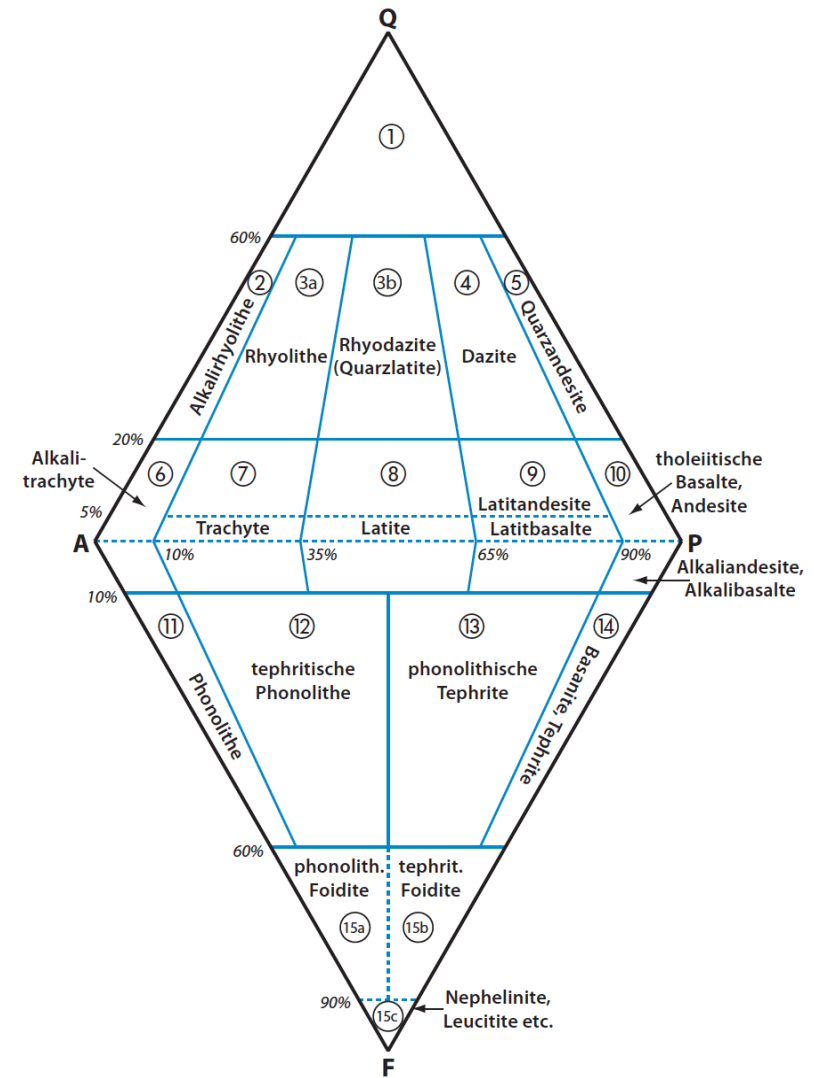 Q
①
60%
② 3a 3b ④ ⑤
Alkalirhyolithe
Rhyolithe
Rhyodazite
(Quarzlatite)
Dazite
Quarzandesite
20%
Alkali-
trachyte
⑥ ⑦ ⑧ ⑨ ⑩
tholeiitische
Basalte,
Andesite
Latitandesite
5%
Trachyte
Latite
Latitbasalte
A
P
10%
35%
65%
90%
Alkaliandesite,
Alkalibasalte
10%
⑪ ⑫ ⑬ ⑭
Phonolithe
tephritische
Phonolithe
phonolithische
Tephrite
Basanite, Tephrite
60%
phonolith.
Foidite
15a
tephrit.
Foidite
15b
90%
15c
Nephelinite,
Leucitite etc.
F